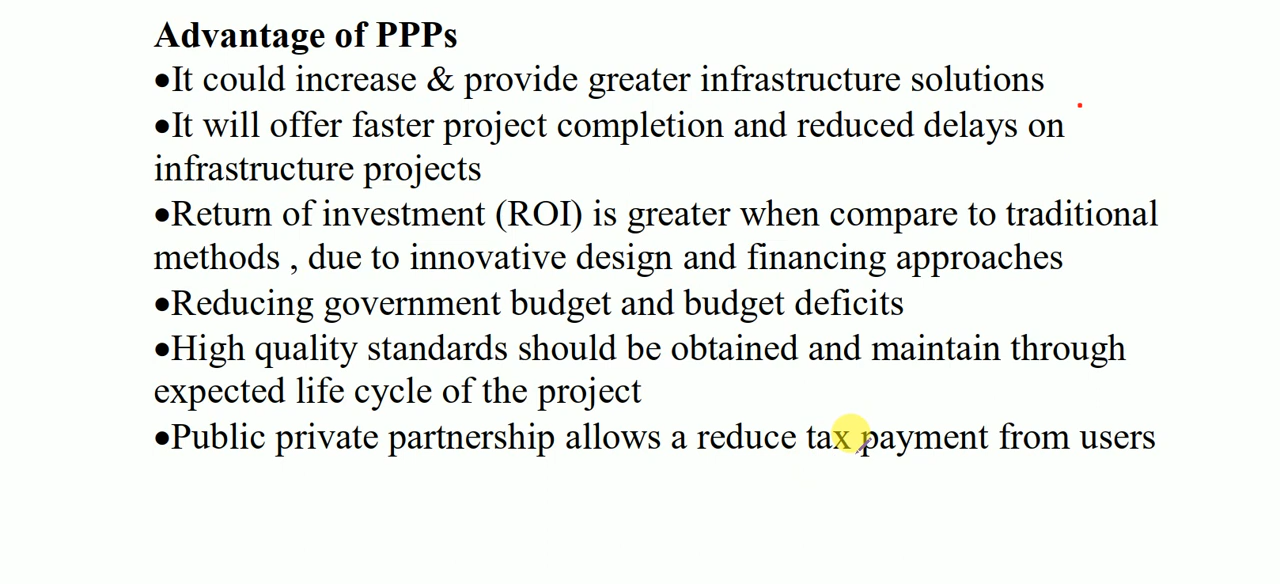 Advantage of PPPs
•It could increase & provide greater infrastructure solutions
•It will offer faster project completion and reduced delays on
infrastructure projects
•Return of investment (ROI) is greater when compare to traditional
methods , due to innovative design and financing approaches
•Reducing government budget and budget deficits
•High quality standards should be obtained and maintain through
expected life cycle of the project
•Public private partnership allows a reduce tax payment from users